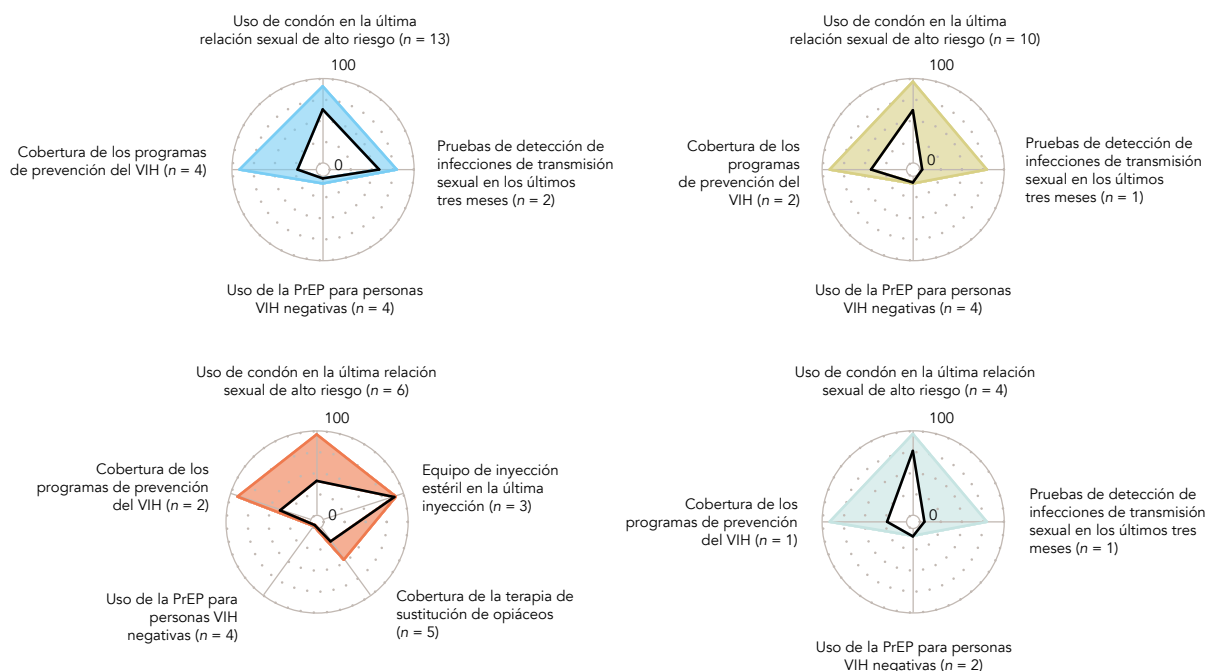 Uso de condón en la última
relación sexual de alto riesgo (n = 13)
100
Cobertura de los programas
de prevención del VIH (n = 4)
0
Pruebas de detección de
infecciones de transmisión
sexual en los últimos
tres meses (n = 2)
Uso de la PrEP para personas
VIH negativas (n = 4)
Uso de condón en la última
relación sexual de alto riesgo (n = 10)
100
Cobertura de los
programas
de prevención del
VIH (n = 2)
0
Pruebas de detección de
infecciones de transmisión
sexual en los últimos
tres meses (n = 1)
Uso de la PrEP para personas
VIH negativas (n = 4)
Uso de condón en la última relación
sexual de alto riesgo (n = 6)
100
Cobertura de los
programas de prevención
del VIH (n = 2)
0
Equipo de inyección
estéril en la última
inyección (n = 3)
Uso de la PrEP para
personas VIH
negativas (n = 4)
Cobertura de la terapia de
sustitución de opiáceos
(n = 5)
Uso de condón en la última relación
sexual de alto riesgo (n = 4)
100
Cobertura de los
programas de prevención
del VIH (n = 1)
0
Pruebas de detección de
infecciones de transmisión
sexual en los últimos tres
meses (n = 1)
Uso de la PrEP para personas
VIH negativas (n = 2)